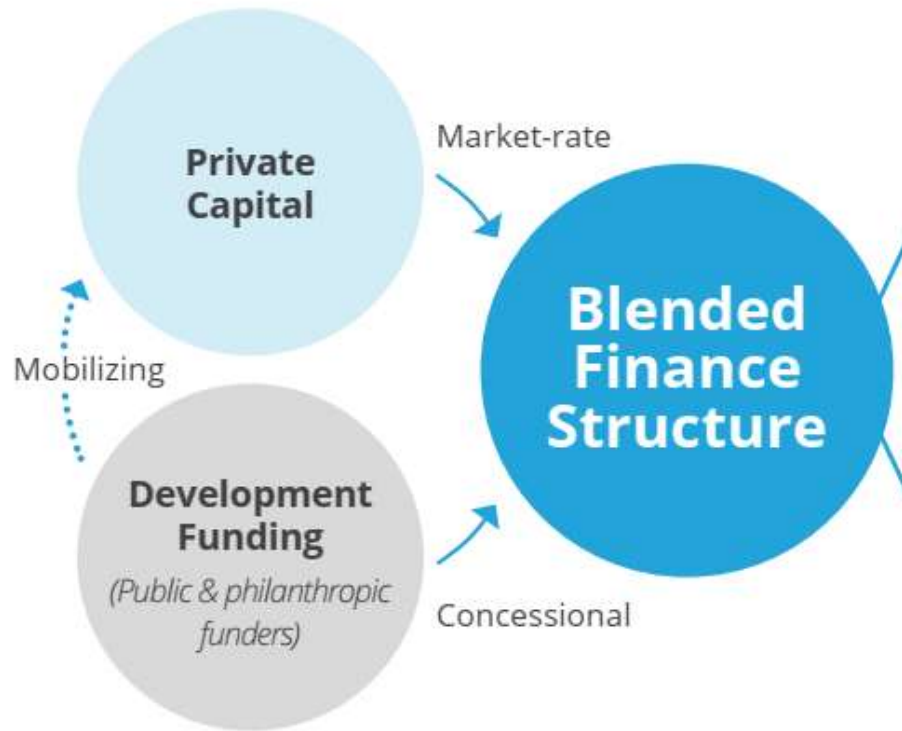 Private
Capital
Market-rate
Mobilizing
Blended
Finance
Structure
Development
Funding
(Public & philanthropic
funders)
Concessional